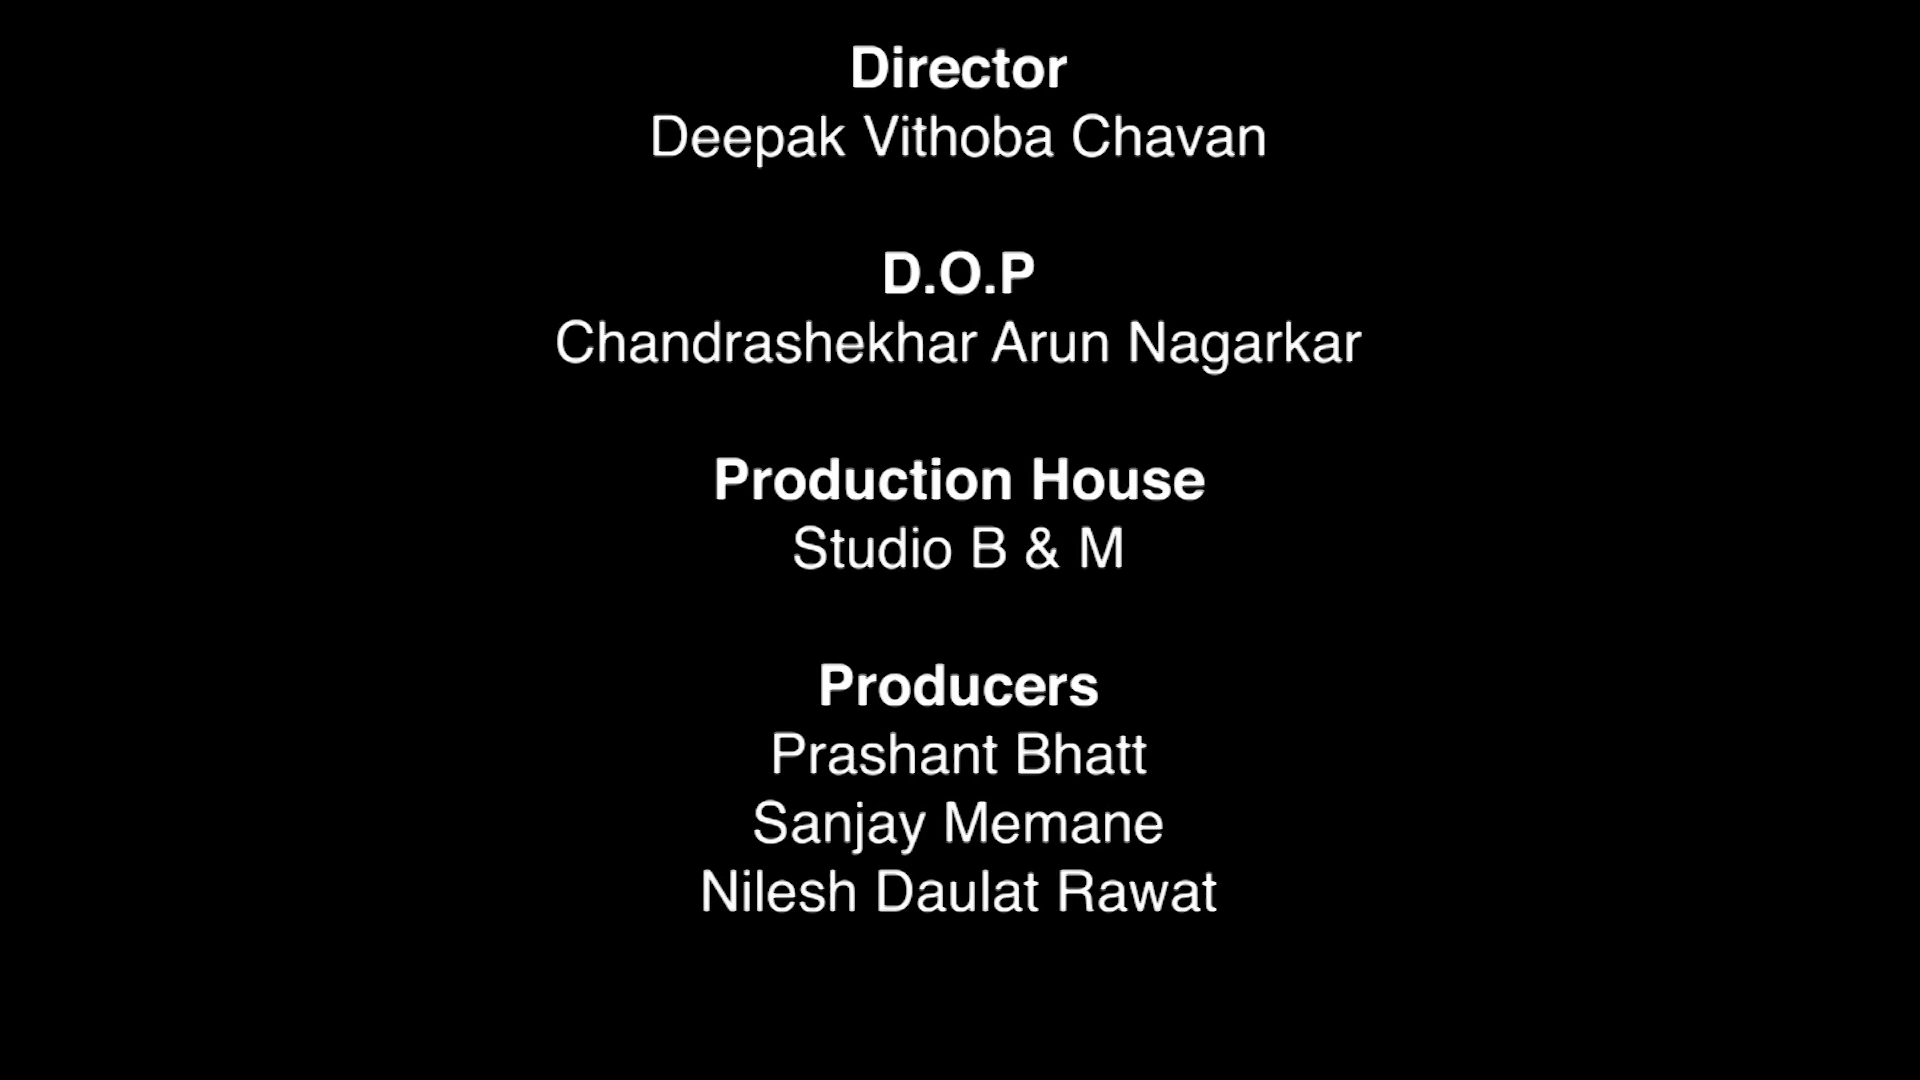 Director
Deepak Vithoba Chavan
D.O.P
Chandrashekhar Arun Nagarkar
Production House
Studio B & M
Producers
Prashant Bhatt
Sanjay Memane
Nilesh Daulat Rawat